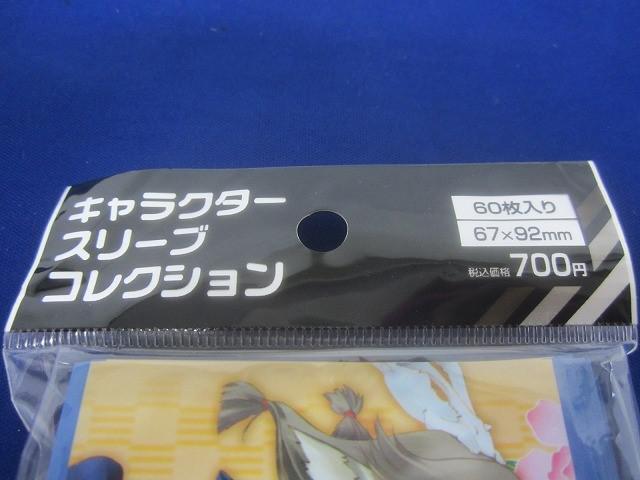 キャラクター
スリーブ
コレクション
60枚入り
67×92mm
税込価格700円